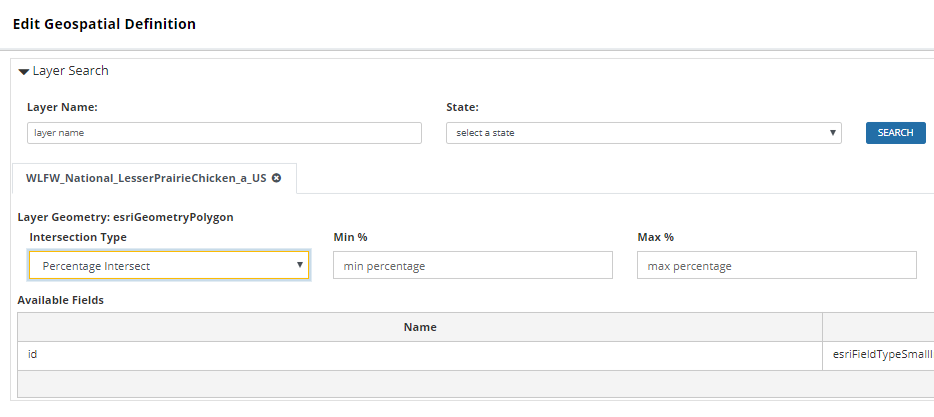 Edit Geospatial Definition
Layer Search
Layer Name: State:
layer name select a state SEARCH
WLFW_National_LesserPrairieChicken_a_US
Layer Geometry: esriGeometryPolygon
Intersection Type Min % Max %
Percentage Intersect min percentage max percentage
Available Fields
Name
id esriFieldTypeSmallI